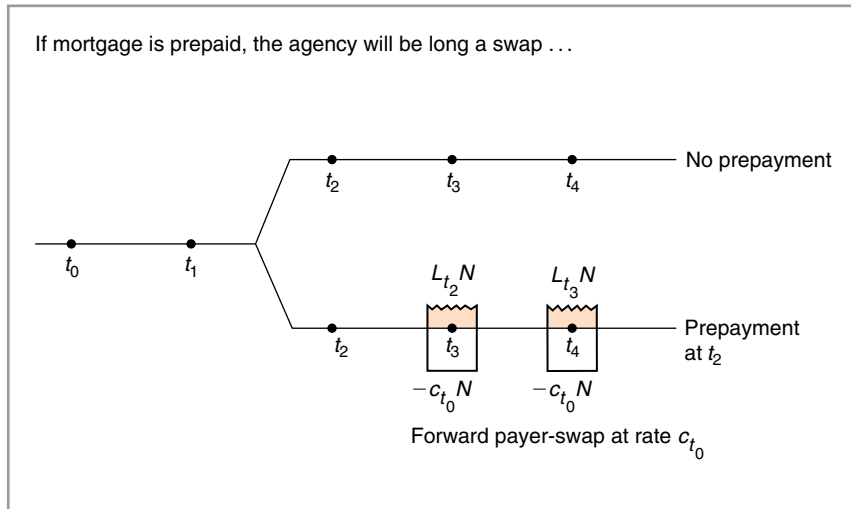 If mortgage is prepaid, the agency will be long a swap . . .
No prepayment
t2 t3 t4
t0 t1
Lt2N Lt3N
Prepayment
at t2
t2 t3 t4
−ct0N −ct0N
Forward payer-swap at rate ct0